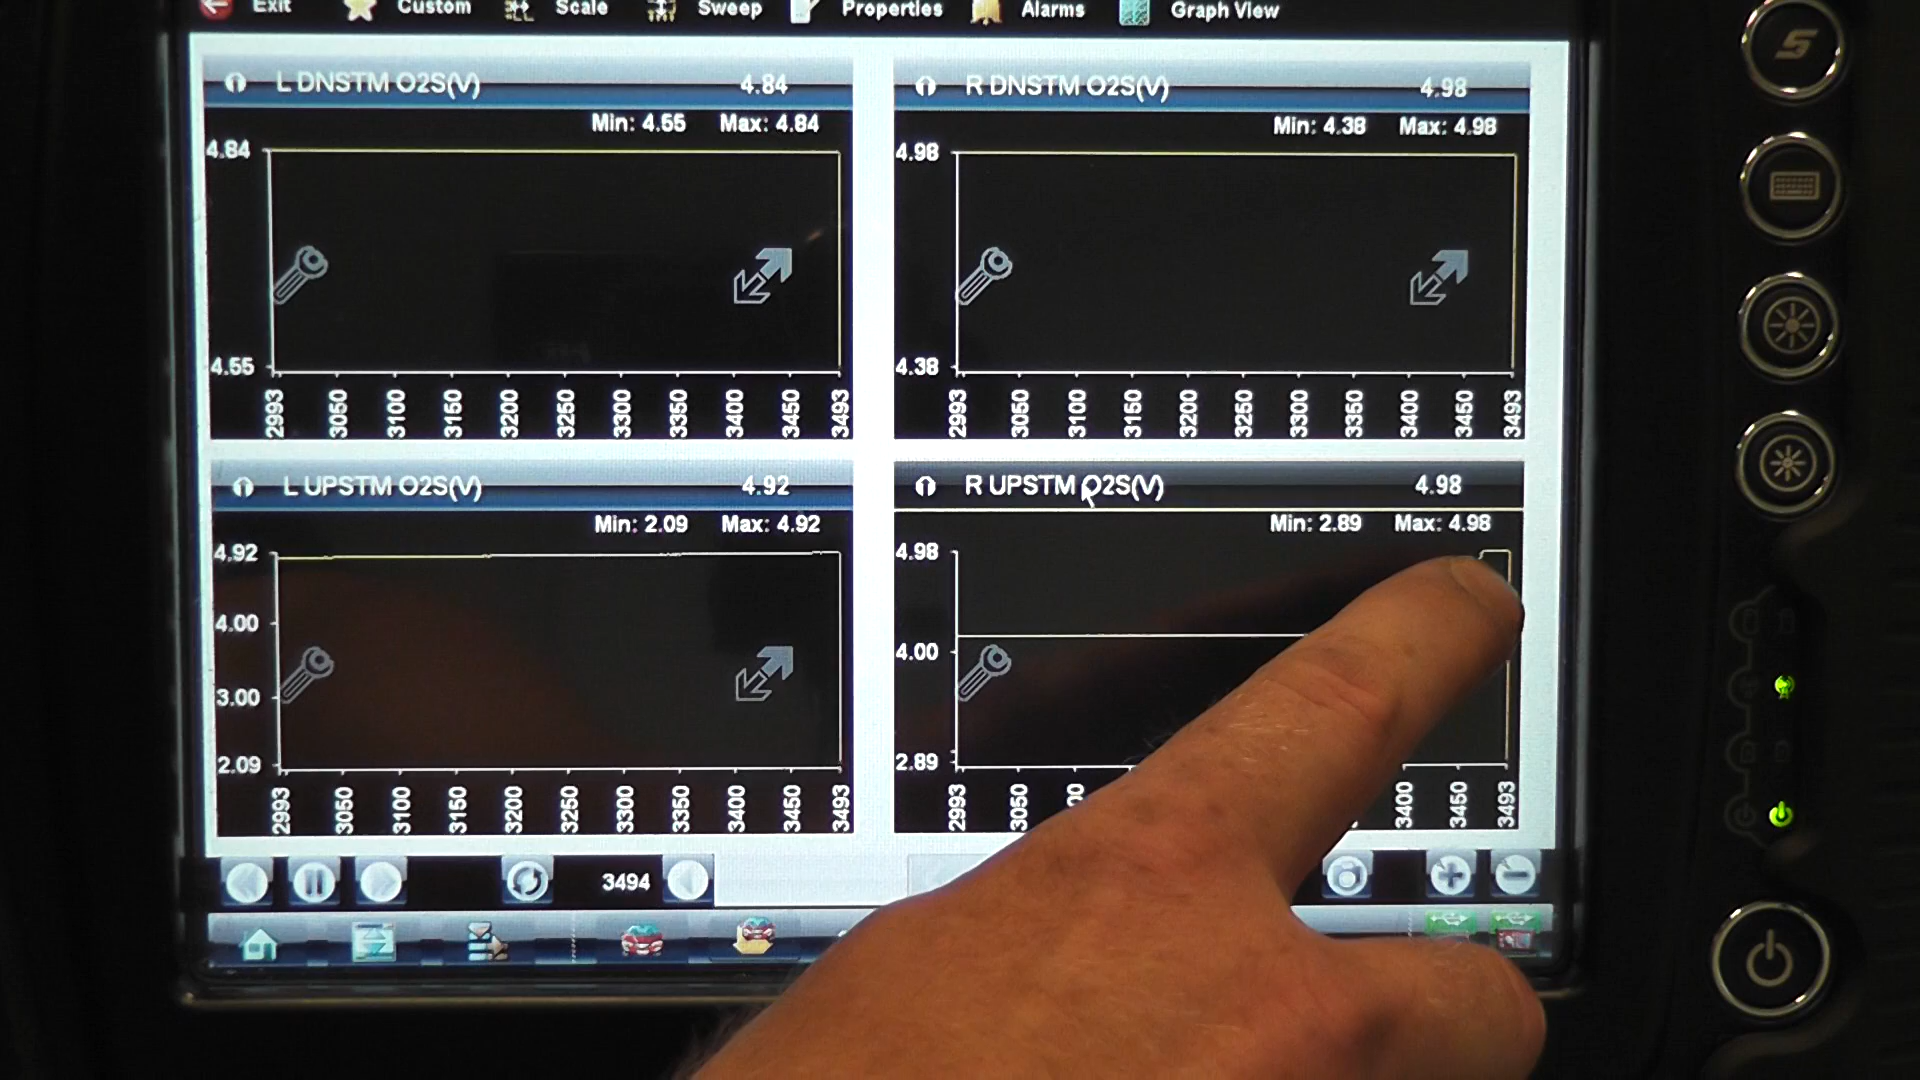 Exit Custom Scale Sweep Properties Alarms Graph View
L DNSTM O2S(V) 4.84
Min: 4.55 Max: 4.84
4.84
4.55
2993 3050 3100 3150 3200 3250 3300 3350 3400 3450 3493
R DNSTM O2S(V) 4.98
Min: 4.38 Max: 4.98
4.98
4.38
2993 3050 3100 3150 3200 3250 3300 3350 3400 3450 3493
L UPSTM O2S(V) 4.92
Min: 2.09 Max: 4.92
4.92
4.00
3.00
2.09
2993 3050 3100 3150 3200 3250 3300 3350 3400 3450 3493
R UPSTM O2S(V) 4.98
Min: 2.89 Max: 4.98
4.98
4.00
2.89
2993 3050 3400 3450 3493
3494